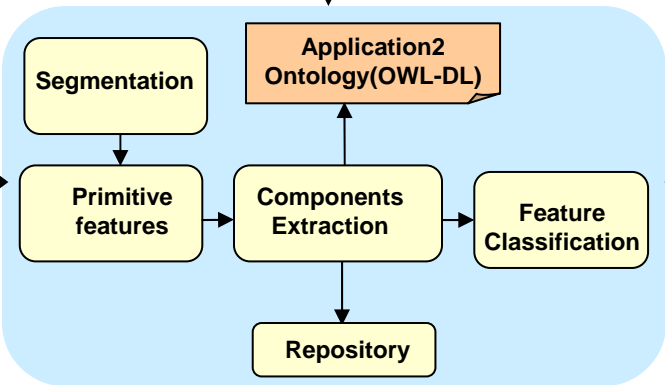 Segmentation
Application2
Ontology(OWL-DL)
Primitive
features
Components
Extraction
Feature
Classification
Repository